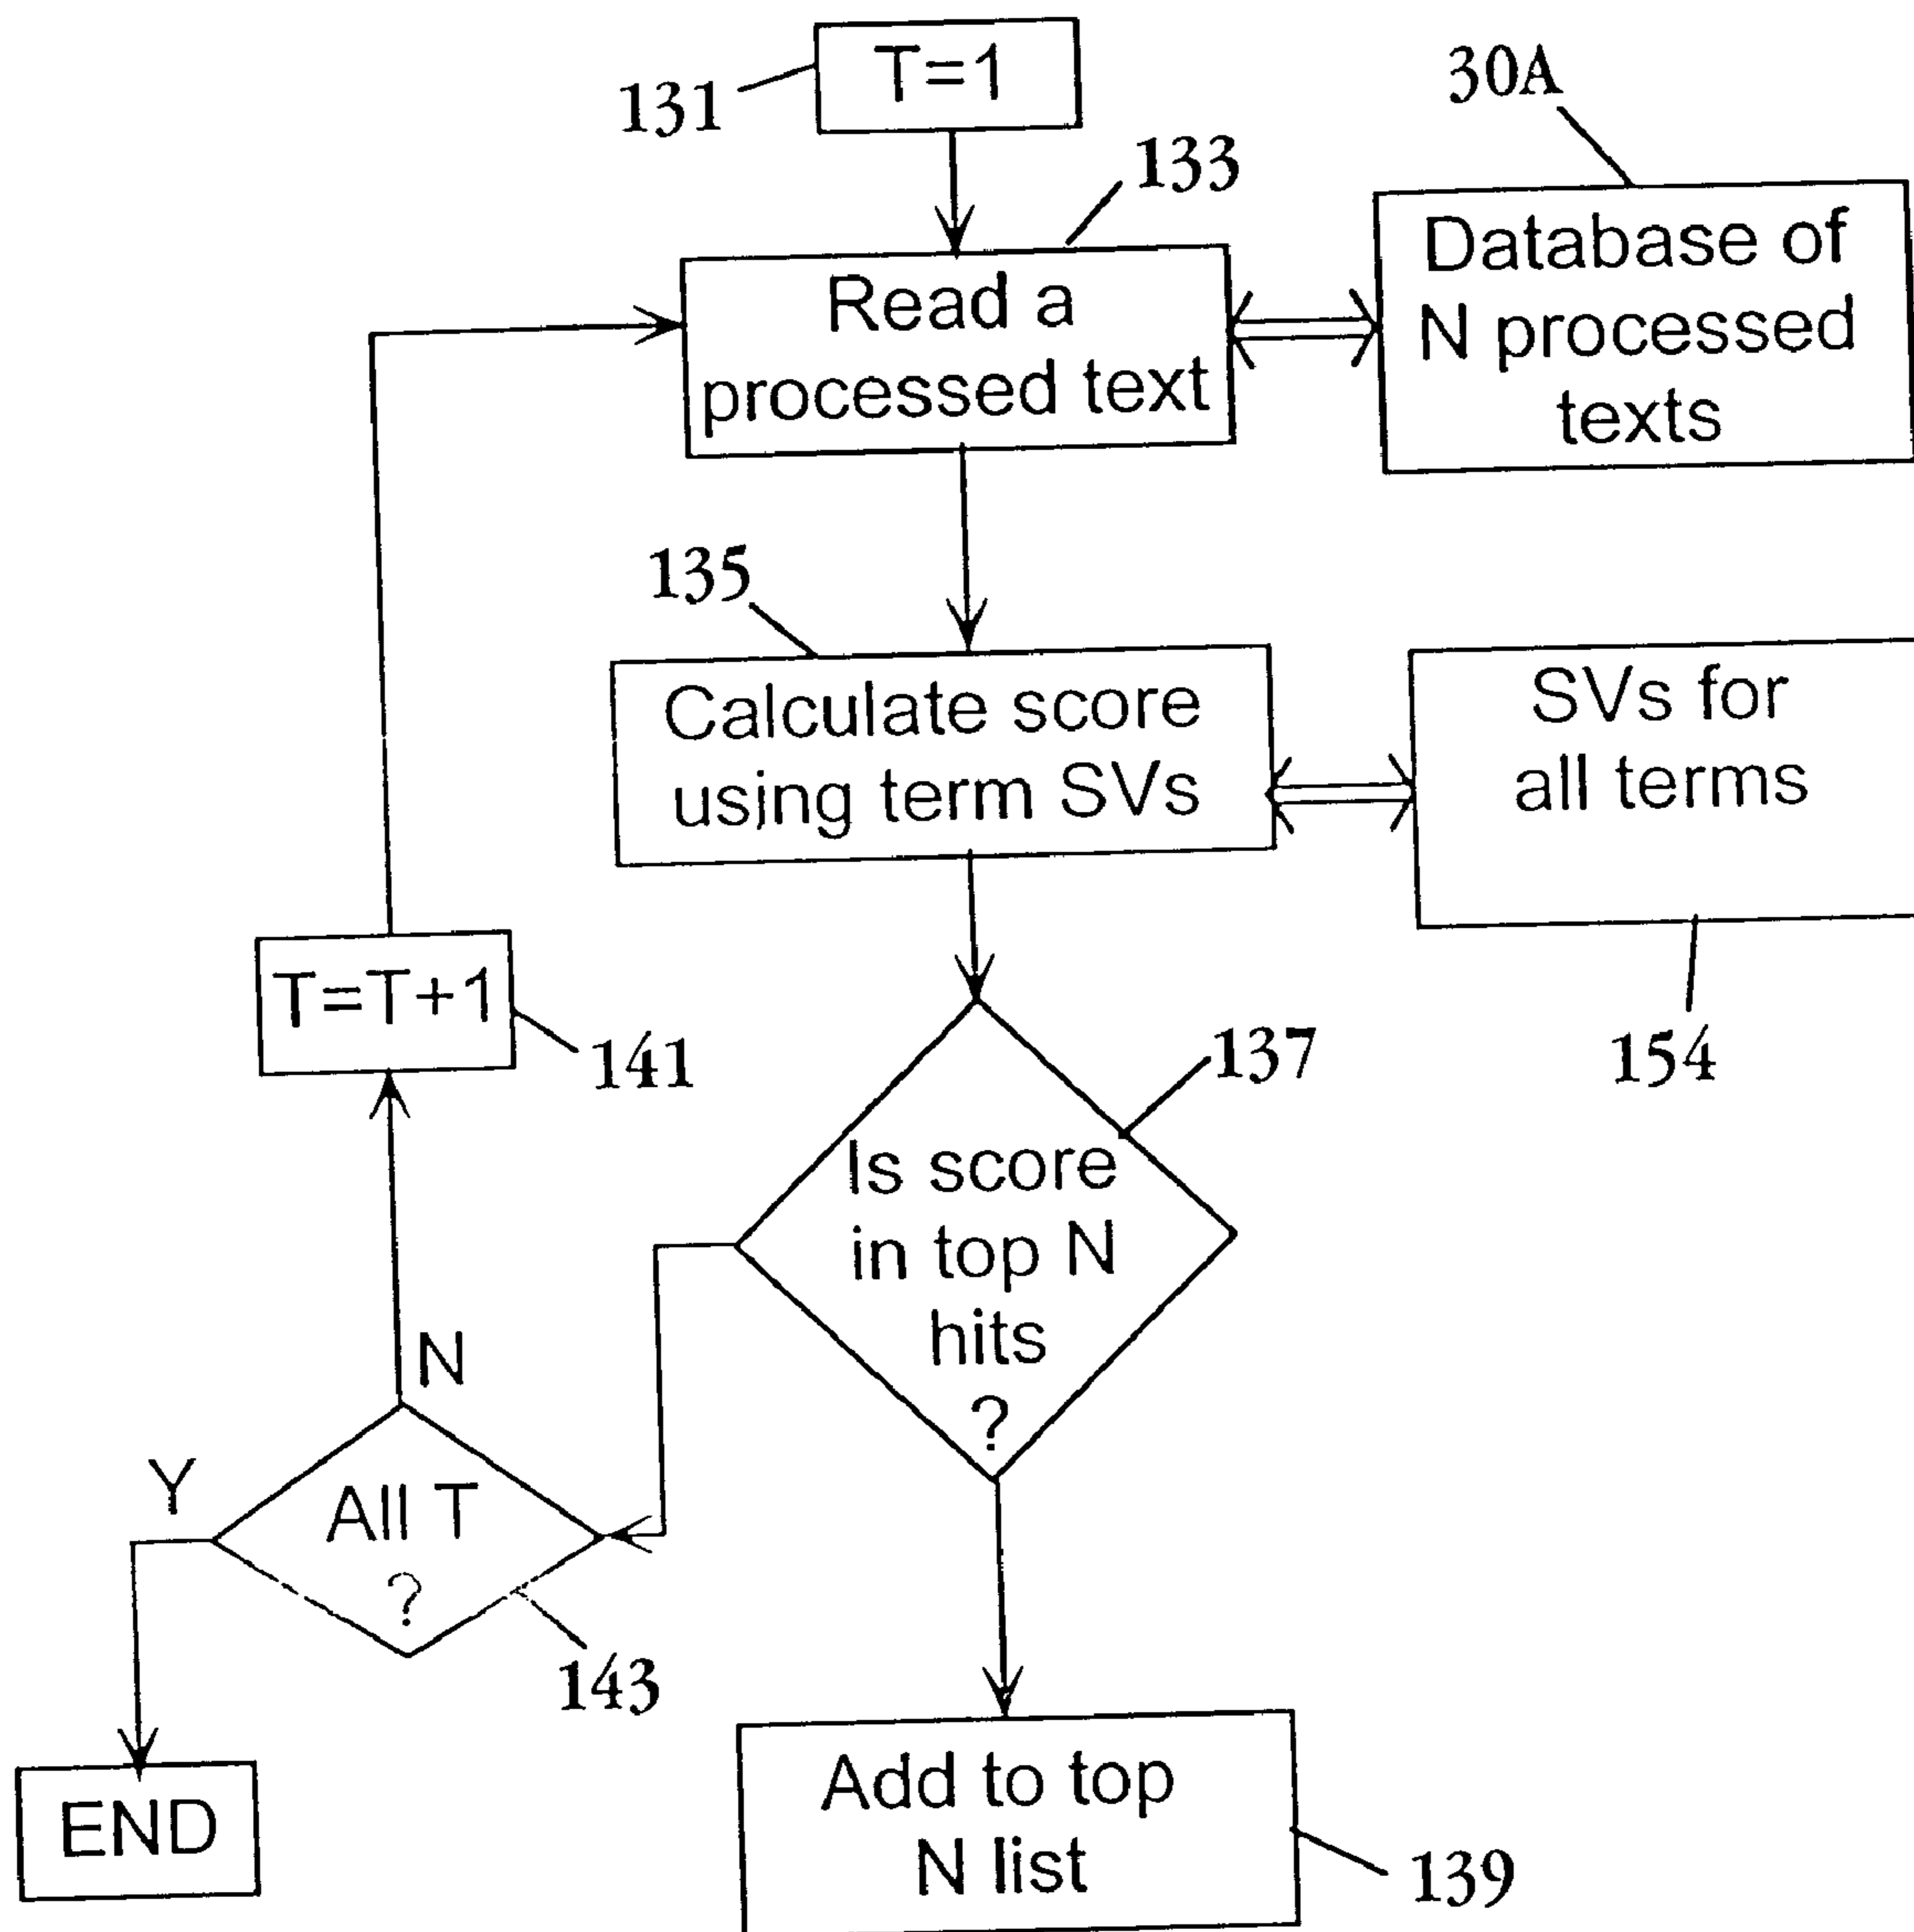 T=1
131
30A
133
Database of
N processed
texts
Read a
processed text
135
Calculate score
using term SVs
SVs for
all terms
T=T+1
141
154
137
Is score
in top N
hits
?
N
Y
All T
?
143
END
Add to top
N list
139